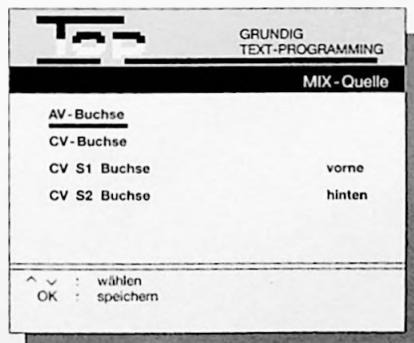 Top
GRUNDIG
TEXT-PROGRAMMING
MIX-Quelle
AV-Buchse
CV-Buchse
CV S1 Buchse vorne
CV S2 Buchse hinten
^ ⌄ : wählen
OK : speichern